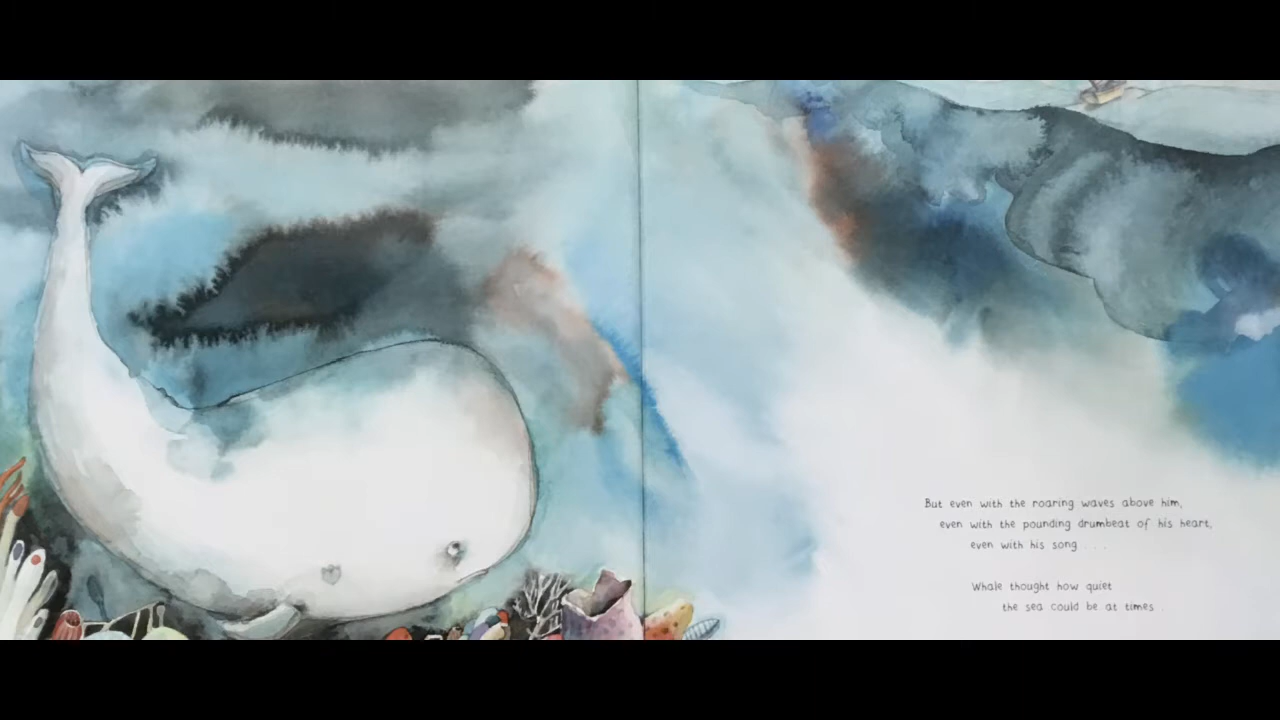 But even with the roaring waves above him,
even with the pounding drumbeat of his heart,
even with his song . . .
Whale thought how quiet
the sea could be at times .